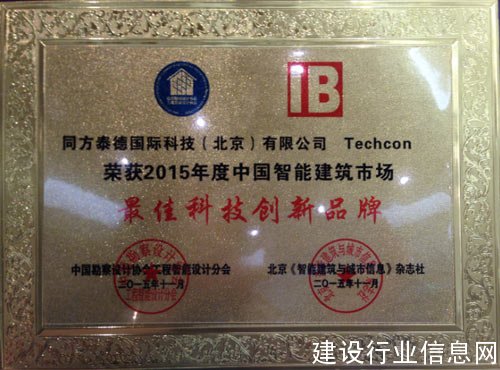 IB
同方泰德国际科技（北京）有限公司 Techcon
荣获2015年度中国智能建筑市场
最佳科技创新品牌
中国勘察设计协会工程智能设计分会
二〇一五年十一月
北京《智能建筑与城市信息》杂志社
二〇一五年十一月
建设行业信息网